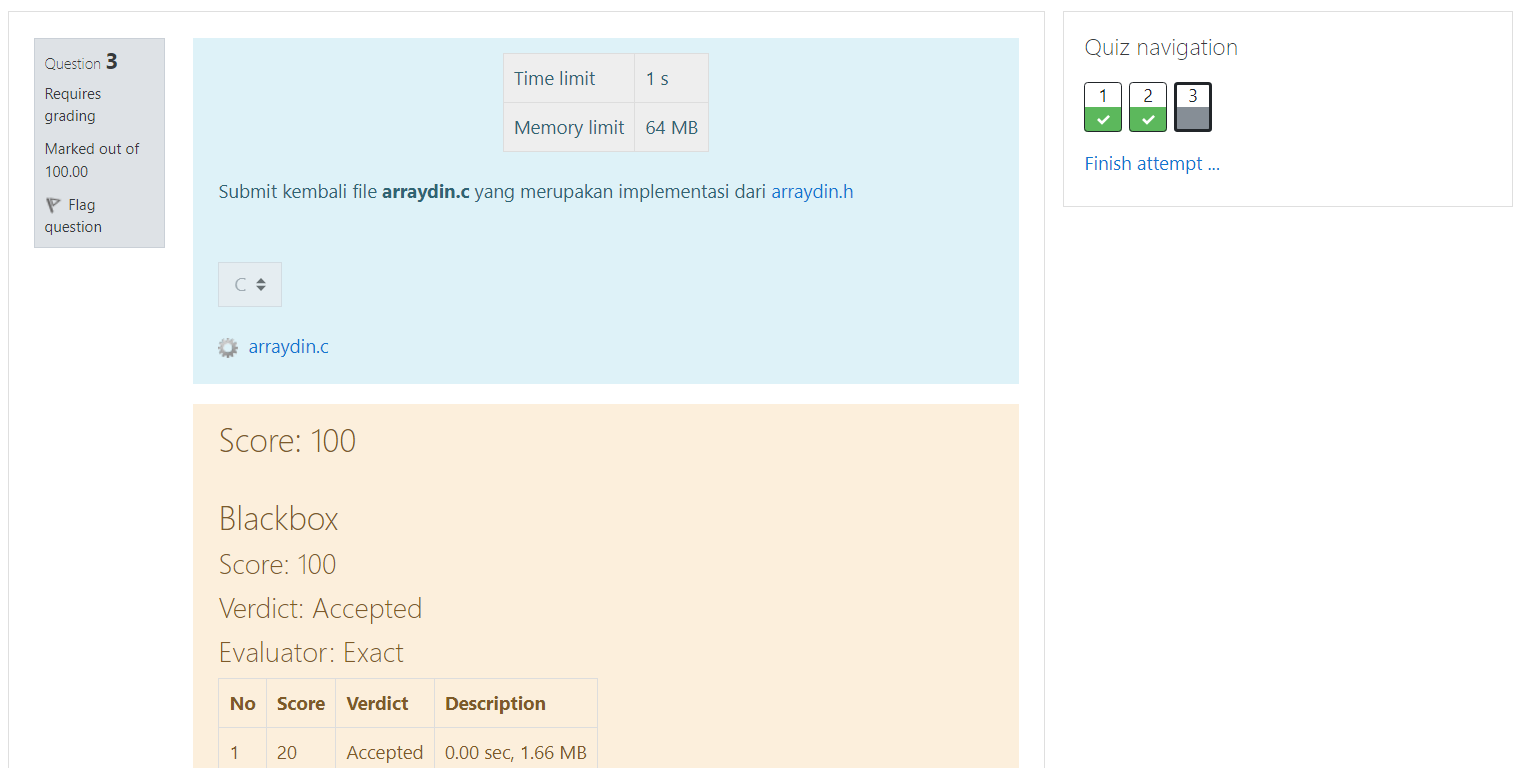 Question 3
Requires
grading
Marked out of
100.00
Flag
question
Time limit 1 s
Memory limit 64 MB
Submit kembali file arraydin.c yang merupakan implementasi dari arraydin.h
C
arraydin.c
Score: 100
Blackbox
Score: 100
Verdict: Accepted
Evaluator: Exact
No Score Verdict Description
1 20 Accepted 0.00 sec, 1.66 MB
Quiz navigation
1 2 3
Finish attempt ...